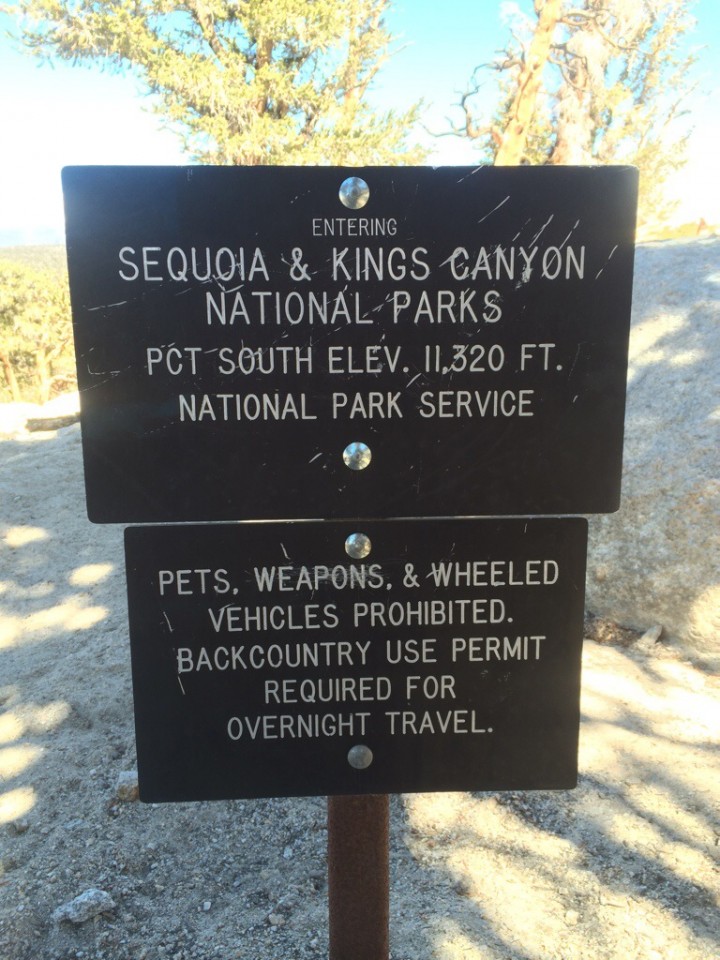 ENTERING
SEQUOIA & KINGS CANYON
NATIONAL PARKS
PCT SOUTH ELEV. 11,320 FT.
NATIONAL PARK SERVICE
PETS, WEAPONS, & WHEELED
VEHICLES PROHIBITED.
BACKCOUNTRY USE PERMIT
REQUIRED FOR
OVERNIGHT TRAVEL.